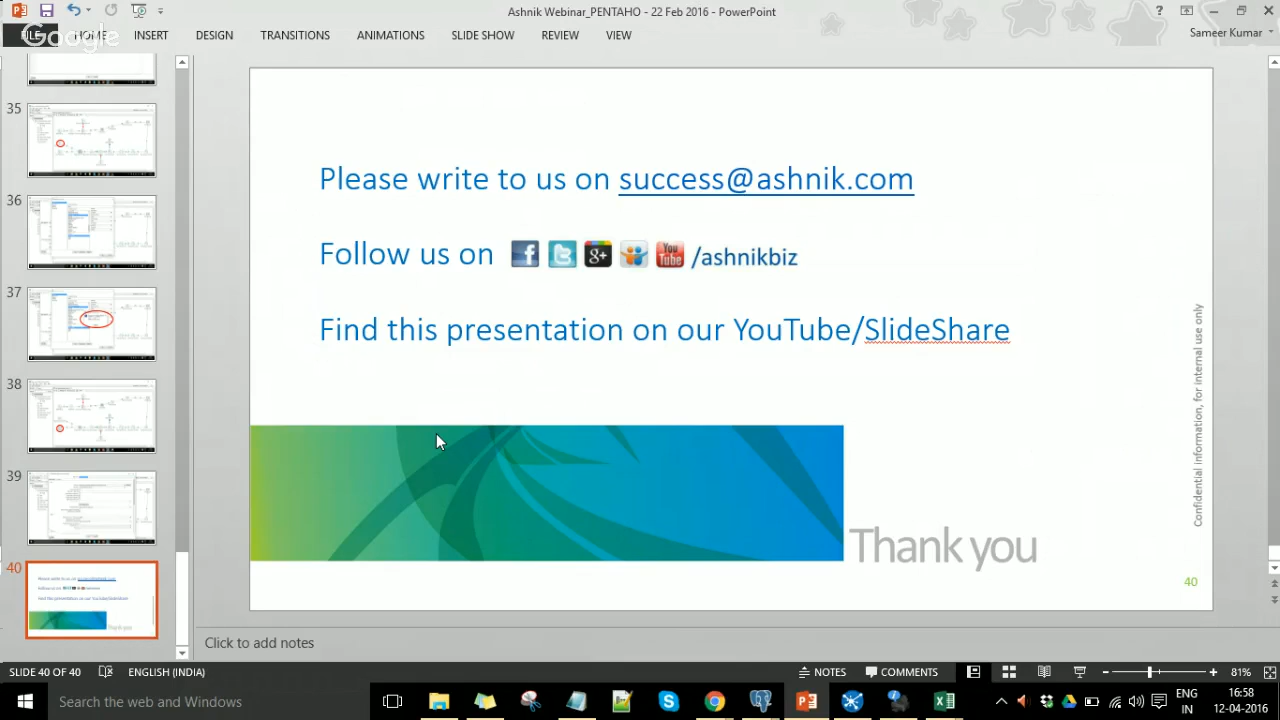 Ashnik Webinar_PENTAHO - 22 Feb 2016 - PowerPoint
?
FILE HOME INSERT DESIGN TRANSITIONS ANIMATIONS SLIDE SHOW REVIEW VIEW
Google
Sameer Kumar
35
36
37
38
39
40
Please write to us on success@ashnik.com
Follow us on f t g+ You Tube /ashnikbiz
Find this presentation on our YouTube/SlideShare
Confidential information, for internal use only
Thank you
40
Click to add notes
SLIDE 40 OF 40 ENGLISH (INDIA) NOTES COMMENTS 81%
Search the web and Windows
ENG 16:58
IN 12-04-2016